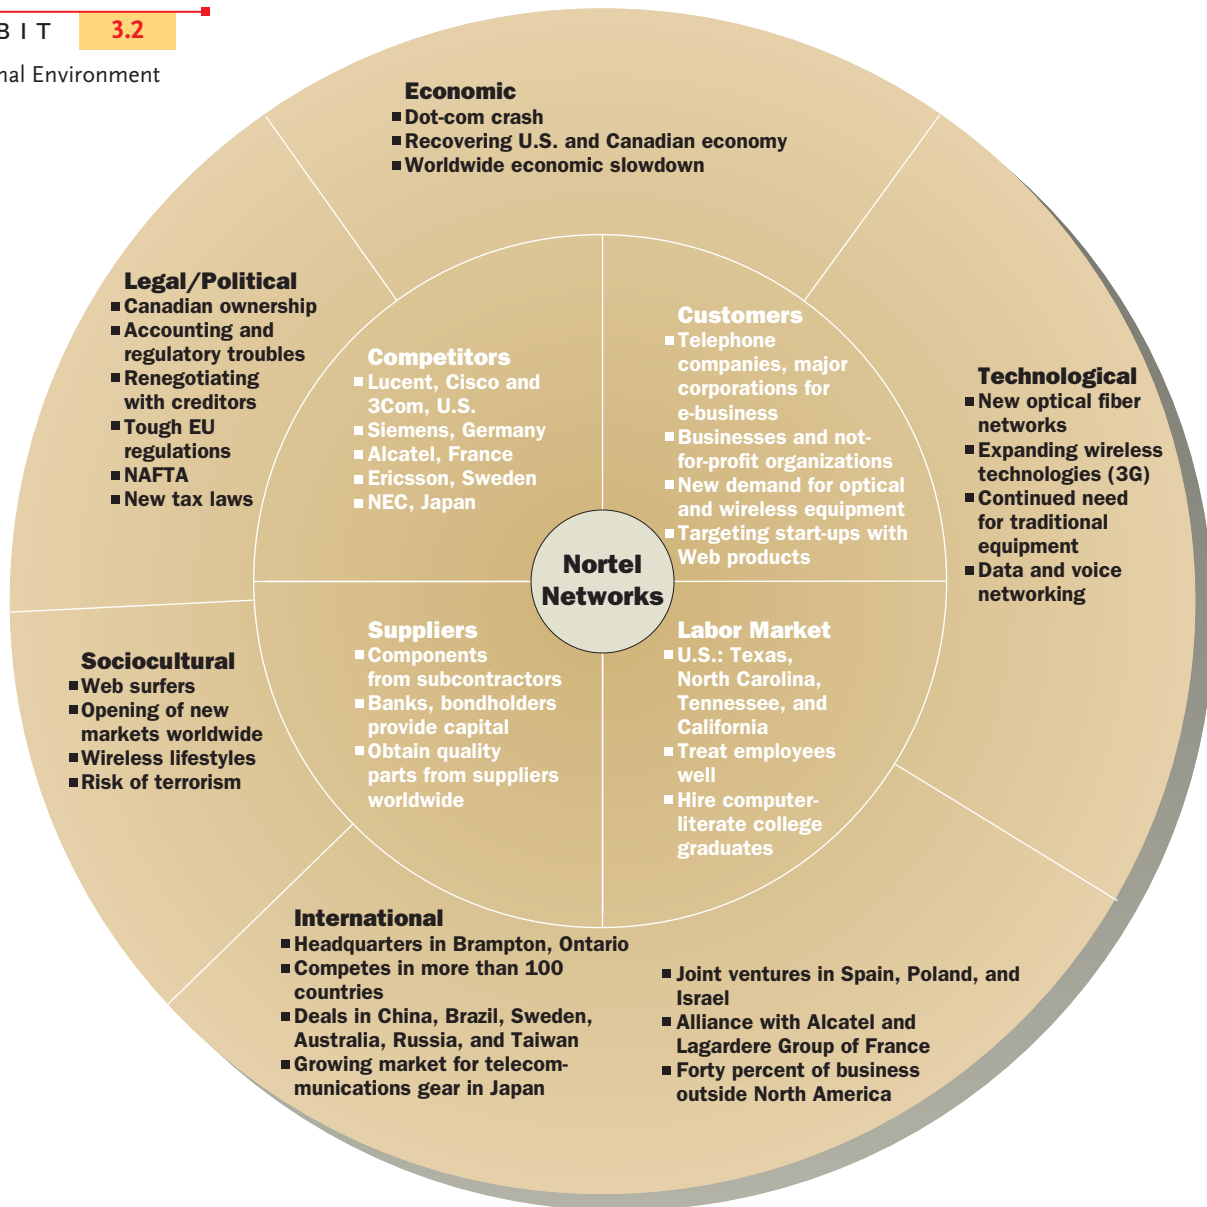 BIT 3.2
nal Environment
Economic
■ Dot-com crash
■ Recovering U.S. and Canadian economy
■ Worldwide economic slowdown
Legal/Political
■ Canadian ownership
■ Accounting and
regulatory troubles
■ Renegotiating
with creditors
■ Tough EU
regulations
■ NAFTA
■ New tax laws
Competitors
■ Lucent, Cisco and
3Com, U.S.
■ Siemens, Germany
■ Alcatel, France
■ Ericsson, Sweden
■ NEC, Japan
Customers
■ Telephone
companies, major
corporations for
e-business
■ Businesses and not-
for-profit organizations
■ New demand for optical
and wireless equipment
■ Targeting start-ups with
Web products
Technological
■ New optical fiber
networks
■ Expanding wireless
technologies (3G)
■ Continued need
for traditional
equipment
■ Data and voice
networking
Nortel
Networks
Sociocultural
■ Web surfers
■ Opening of new
markets worldwide
■ Wireless lifestyles
■ Risk of terrorism
Suppliers
■ Components
from subcontractors
■ Banks, bondholders
provide capital
■ Obtain quality
parts from suppliers
worldwide
Labor Market
■ U.S.: Texas,
North Carolina,
Tennessee, and
California
■ Treat employees
well
■ Hire computer-
literate college
graduates
International
■ Headquarters in Brampton, Ontario
■ Competes in more than 100
countries
■ Deals in China, Brazil, Sweden,
Australia, Russia, and Taiwan
■ Growing market for telecom-
munications gear in Japan
■ Joint ventures in Spain, Poland, and
Israel
■ Alliance with Alcatel and
Lagardere Group of France
■ Forty percent of business
outside North America